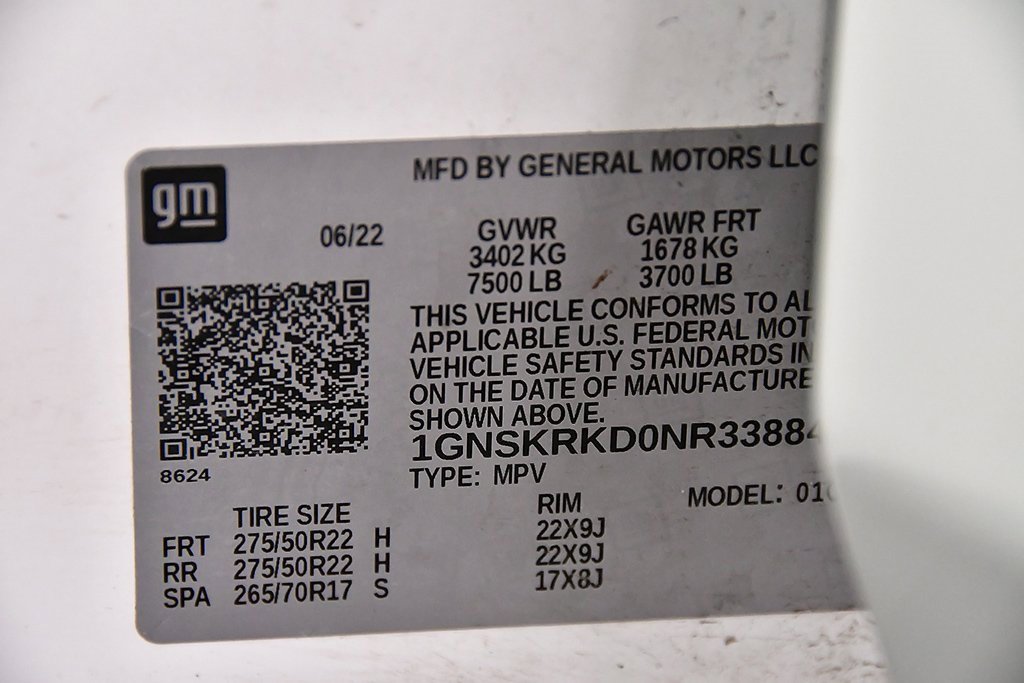 gm
MFD BY GENERAL MOTORS LLC
06/22
GVWR GAWR FRT
3402 KG 1678 KG
7500 LB 3700 LB
THIS VEHICLE CONFORMS TO AL
APPLICABLE U.S. FEDERAL MOT
VEHICLE SAFETY STANDARDS IN
ON THE DATE OF MANUFACTURE
SHOWN ABOVE.
1GNSKRKD0NR33884
8624
TYPE: MPV
MODEL: 01
TIRE SIZE RIM
FRT 275/50R22 H 22X9J
RR 275/50R22 H 22X9J
SPA 265/70R17 S 17X8J